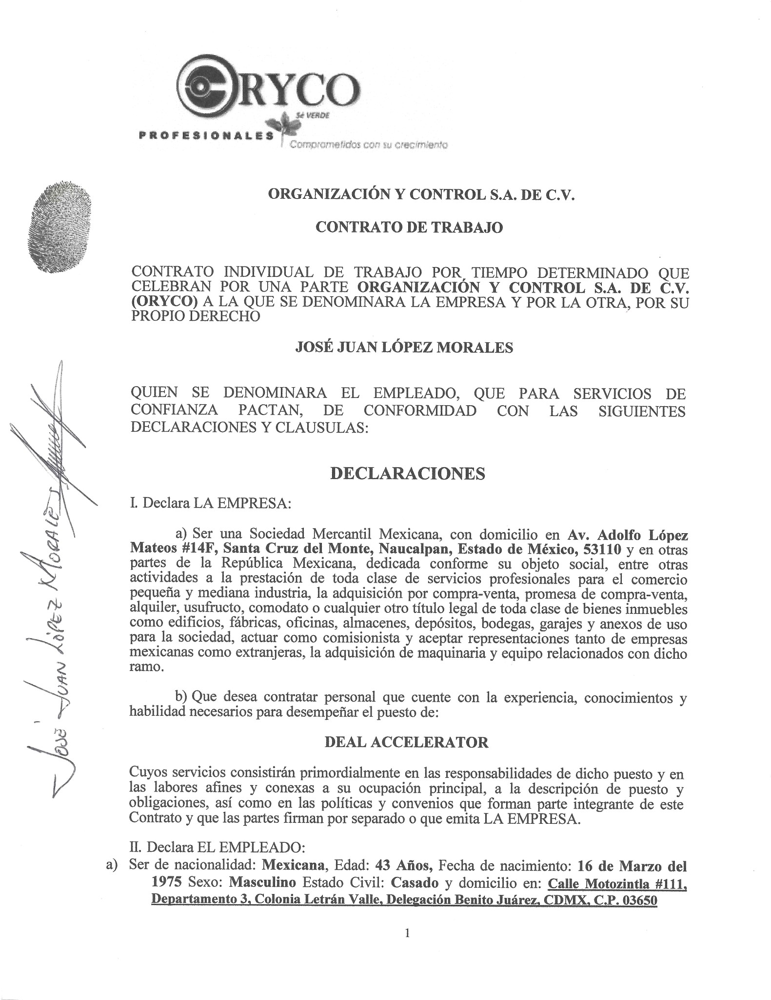 ORYCO
Sé VERDE
PROFESIONALES
Comprometidos con su crecimiento
ORGANIZACIÓN Y CONTROL S.A. DE C.V.
CONTRATO DE TRABAJO
CONTRATO INDIVIDUAL DE TRABAJO POR TIEMPO DETERMINADO QUE
CELEBRAN POR UNA PARTE ORGANIZACIÓN Y CONTROL S.A. DE C.V.
(ORYCO) A LA QUE SE DENOMINARA LA EMPRESA Y POR LA OTRA, POR SU
PROPIO DERECHO
JOSÉ JUAN LÓPEZ MORALES
QUIEN SE DENOMINARA EL EMPLEADO, QUE PARA SERVICIOS DE
CONFIANZA PACTAN, DE CONFORMIDAD CON LAS SIGUIENTES
DECLARACIONES Y CLAUSULAS:
DECLARACIONES
I. Declara LA EMPRESA:
a) Ser una Sociedad Mercantil Mexicana, con domicilio en Av. Adolfo López
Mateos #14F, Santa Cruz del Monte, Naucalpan, Estado de México, 53110 y en otras
partes de la República Mexicana, dedicada conforme su objeto social, entre otras
actividades a la prestación de toda clase de servicios profesionales para el comercio
pequeña y mediana industria, la adquisición por compra-venta, promesa de compra-venta,
alquiler, usufructo, comodato o cualquier otro título legal de toda clase de bienes inmuebles
como edificios, fábricas, oficinas, almacenes, depósitos, bodegas, garajes y anexos de uso
para la sociedad, actuar como comisionista y aceptar representaciones tanto de empresas
mexicanas como extranjeras, la adquisición de maquinaria y equipo relacionados con dicho
ramo.
b) Que desea contratar personal que cuente con la experiencia, conocimientos y
habilidad necesarios para desempeñar el puesto de:
DEAL ACCELERATOR
Cuyos servicios consistirán primordialmente en las responsabilidades de dicho puesto y en
las labores afines y conexas a su ocupación principal, a la descripción de puesto y
obligaciones, así como en las políticas y convenios que forman parte integrante de este
Contrato y que las partes firman por separado o que emita LA EMPRESA.
II. Declara EL EMPLEADO:
a) Ser de nacionalidad: Mexicana, Edad: 43 Años, Fecha de nacimiento: 16 de Marzo del
1975 Sexo: Masculino Estado Civil: Casado y domicilio en: Calle Motozintla #111,
Departamento 3, Colonia Letrán Valle, Delegación Benito Juárez, CDMX, C.P. 03650
1
JOSÉ JUAN LÓPEZ MORALES